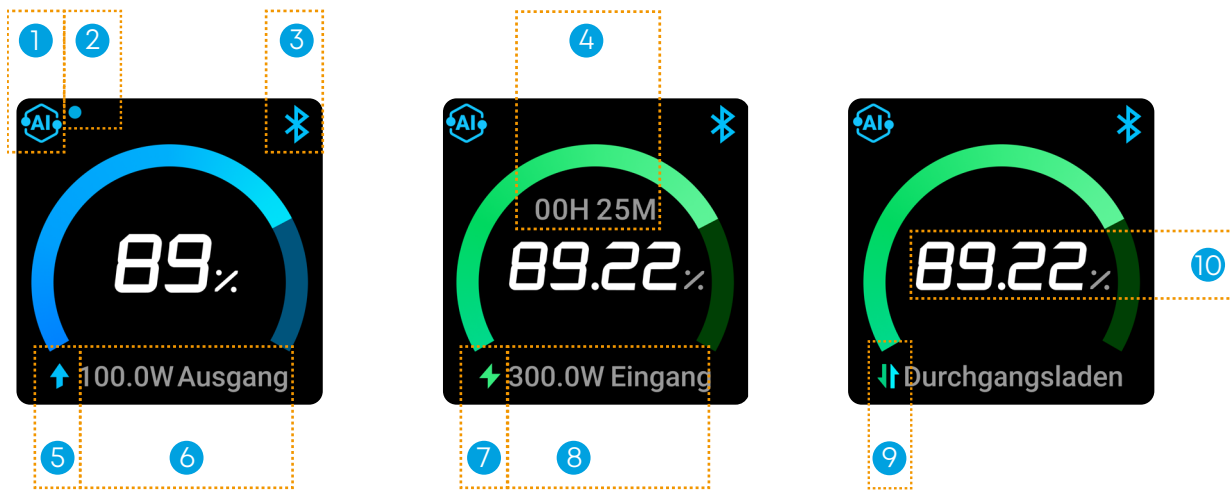 1 2 3 4
AI AI AI
00H 25M
89% 89.22% 89.22%
10
100.0W Ausgang 300.0W Eingang Durchgangsladen
5 6 7 8 9